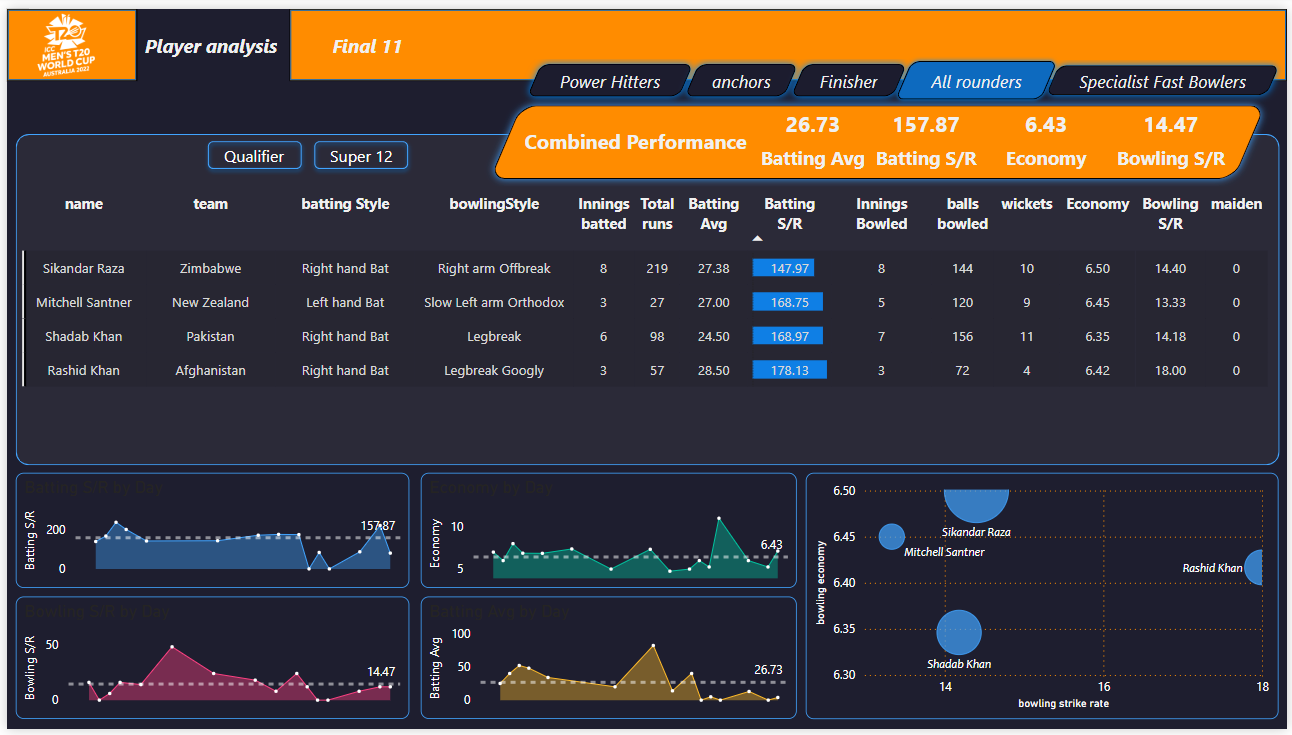 ICC
MEN'S T20
WORLD CUP
AUSTRALIA 2022
Player analysis
Final 11
Power Hitters
anchors
Finisher
All rounders
Specialist Fast Bowlers
Combined Performance
26.73 157.87 6.43 14.47
Batting Avg Batting S/R Economy Bowling S/R
Qualifier
Super 12
name team batting Style bowlingStyle Innings batted Total runs Batting Avg Batting S/R Innings Bowled balls bowled wickets Economy Bowling S/R maiden
Sikandar Raza Zimbabwe Right hand Bat Right arm Offbreak 8 219 27.38 147.97 8 144 10 6.50 14.40 0
Mitchell Santner New Zealand Left hand Bat Slow Left arm Orthodox 3 27 27.00 168.75 5 120 9 6.45 13.33 0
Shadab Khan Pakistan Right hand Bat Legbreak 6 98 24.50 168.97 7 156 11 6.35 14.18 0
Rashid Khan Afghanistan Right hand Bat Legbreak Googly 3 57 28.50 178.13 3 72 4 6.42 18.00 0
Batting S/R by Day
Batting S/R
200
0
157.87
Economy by Day
Economy
10
5
6.43
Bowling S/R by Day
Bowling S/R
50
0
14.47
Batting Avg by Day
Batting Avg
100
50
0
26.73
bowling economy
6.50
6.45
6.40
6.35
6.30
Sikandar Raza
Mitchell Santner
Rashid Khan
Shadab Khan
14 16 18
bowling strike rate